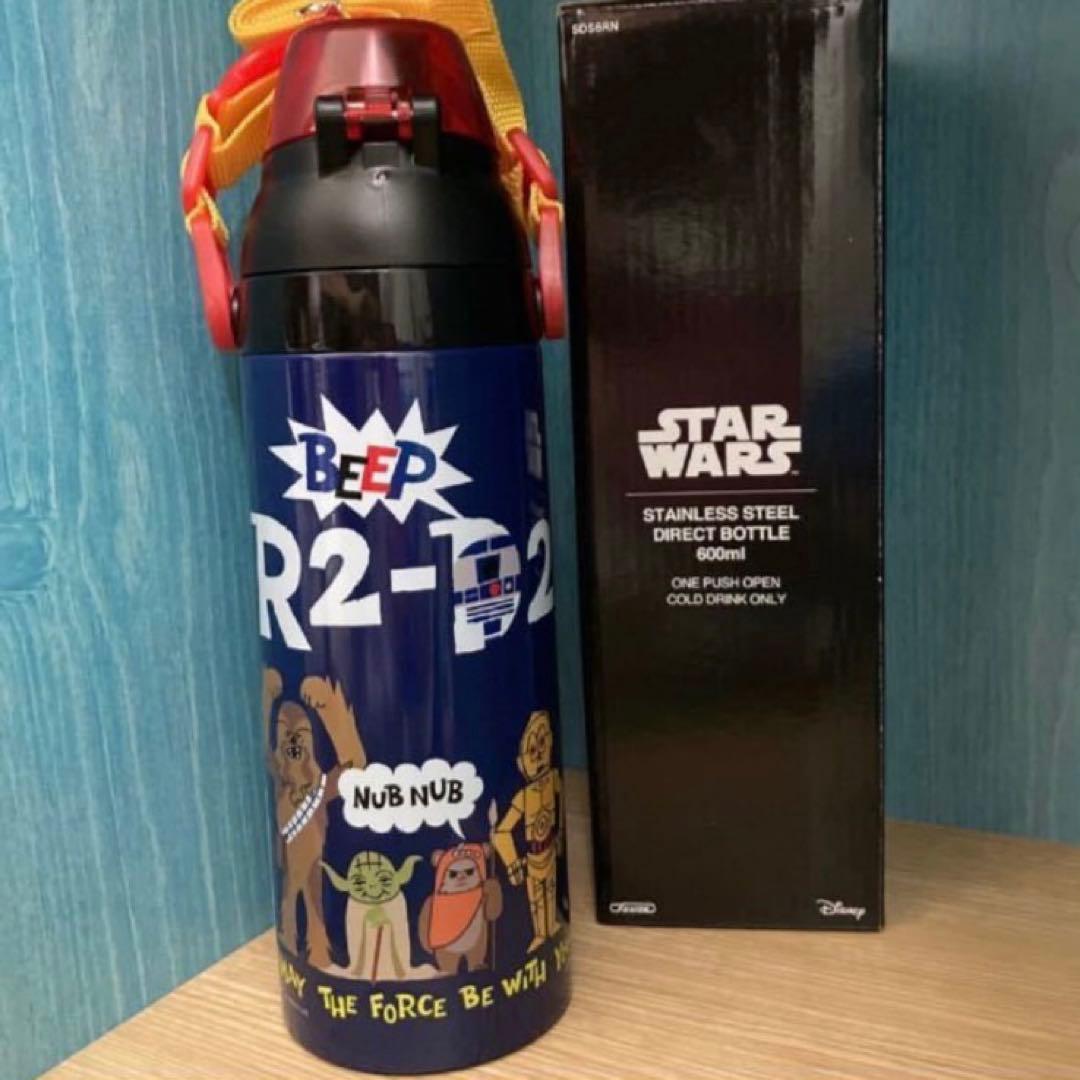 BEEP
R2-D2
NUB NUB
MAY THE FORCE BE WITH
SDS6RN
STAR
WARS
STAINLESS STEEL
DIRECT BOTTLE
600ml
ONE PUSH OPEN
COLD DRINK ONLY
Disney